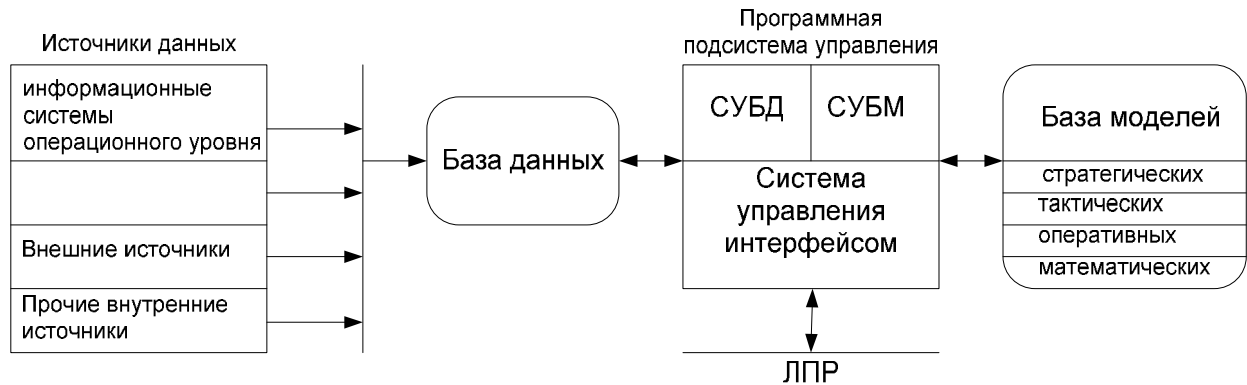 Источники данных
информационные
системы
операционного уровня
Внешние источники
Прочие внутренние
источники
База данных
Программная
подсистема управления
СУБД
СУБМ
Система
управления
интерфейсом
ЛПР
База моделей
стратегических
тактических
оперативных
математических